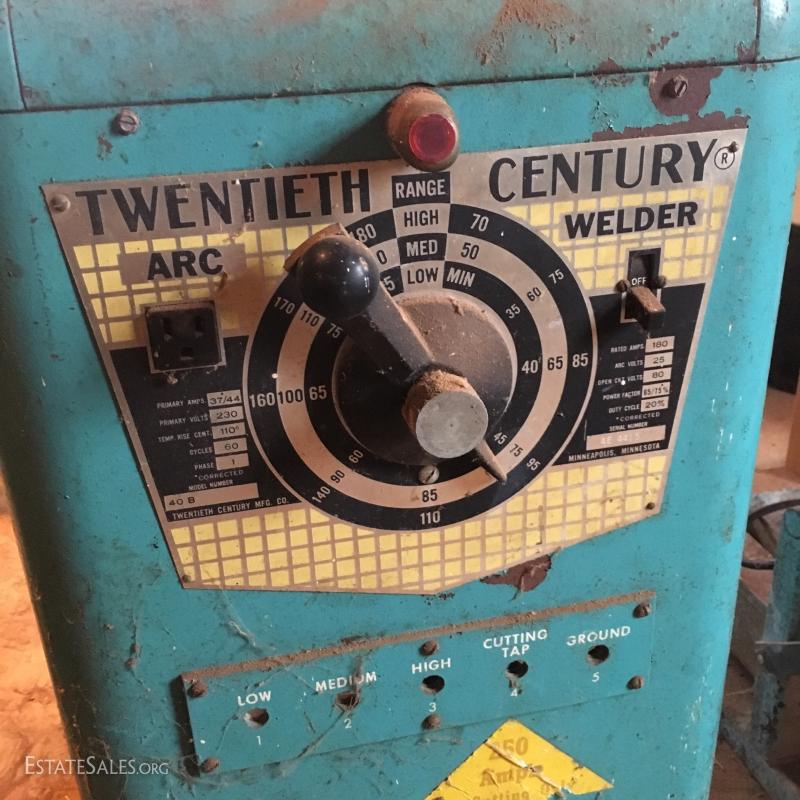 TWENTIETH CENTURY ®
ARC
WELDER
RANGE
HIGH
MED
LOW MIN
70
50
35
60
75
40 65 85
45
75
95
85
110
60
90
140
160 100 65
170 110 75
OFF
PRIMARY AMPS. 37/44
PRIMARY VOLTS 230
TEMP. RISE CENT. 110°
CYCLES 60
PHASE
*CORRECTED
MODEL NUMBER
40 B
TWENTIETH CENTURY MFG. CO.
RATED AMPS. 180
ARC VOLTS 25
OPEN CKT. VOLTS 80
POWER FACTOR 65/75%
DUTY CYCLE 20%
*CORRECTED
SERIAL NUMBER
MINNEAPOLIS, MINNESOTA
LOW
MEDIUM
HIGH
CUTTING
TAP
GROUND
1
2
3
4
5
250
Amps
ESTATESALES.ORG